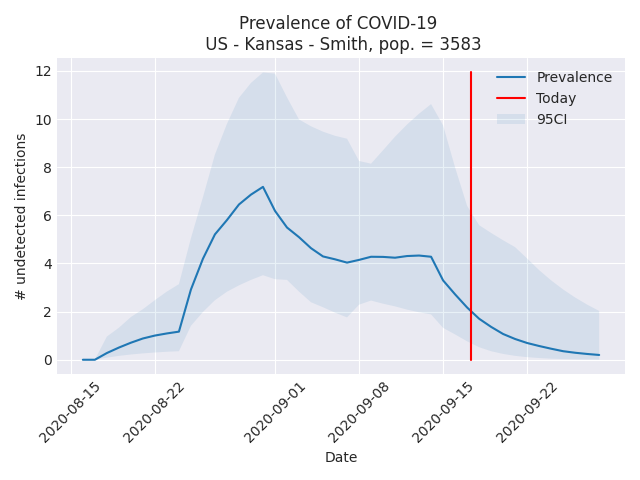 Prevalence of COVID-19
US - Kansas - Smith, pop. = 3583
12
10
8
6
4
2
0
# undetected infections
Prevalence
Today
95CI
2020-08-15
2020-08-22
2020-09-01
2020-09-08
2020-09-15
2020-09-22
Date